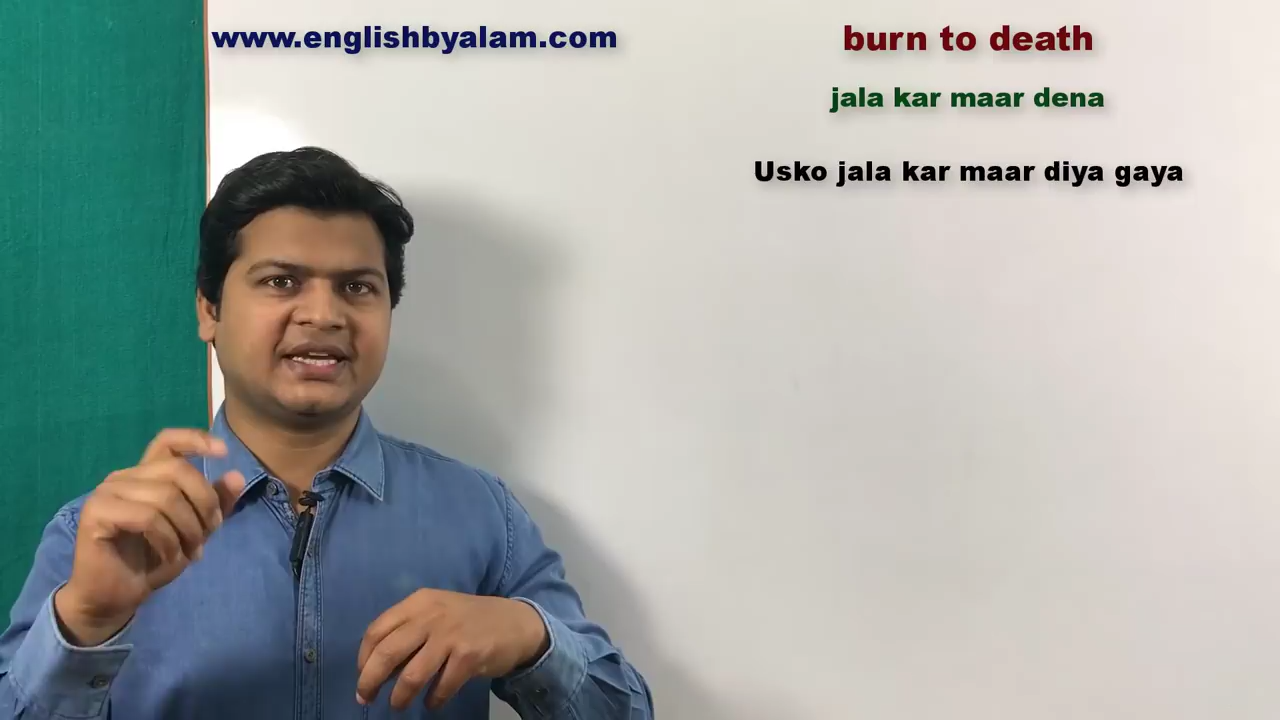 www.englishbyalam.com
burn to death
jala kar maar dena
Usko jala kar maar diya gaya